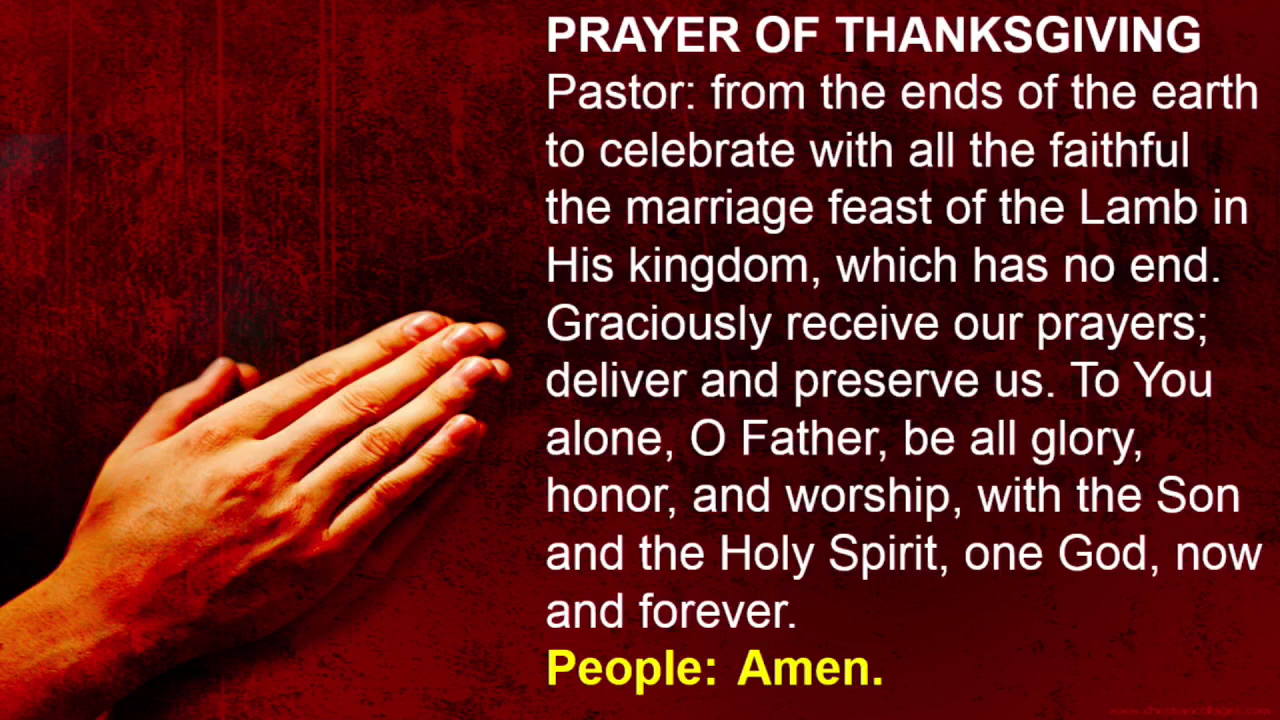 PRAYER OF THANKSGIVING
Pastor: from the ends of the earth
to celebrate with all the faithful
the marriage feast of the Lamb in
His kingdom, which has no end.
Graciously receive our prayers;
deliver and preserve us. To You
alone, O Father, be all glory,
honor, and worship, with the Son
and the Holy Spirit, one God, now
and forever.
People: Amen.